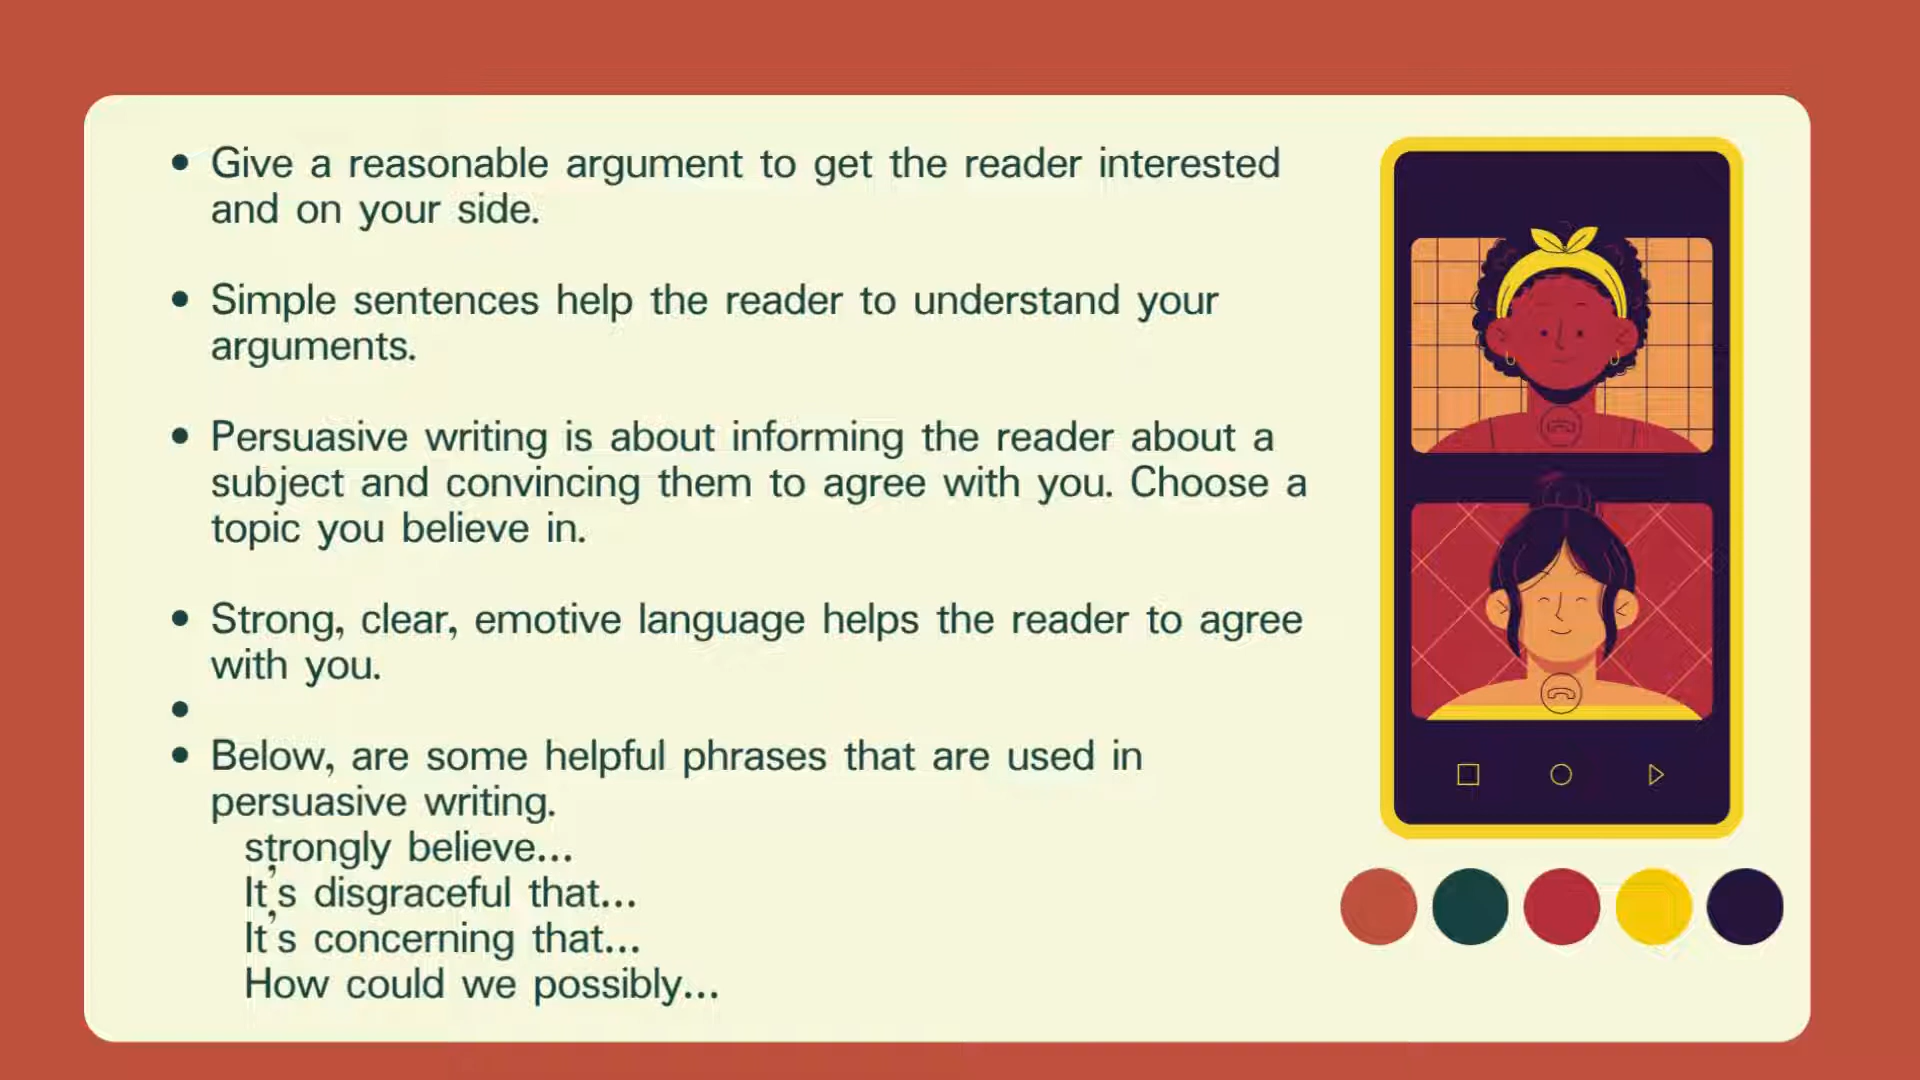 • Give a reasonable argument to get the reader interested
and on your side.
• Simple sentences help the reader to understand your
arguments.
• Persuasive writing is about informing the reader about a
subject and convincing them to agree with you. Choose a
topic you believe in.
• Strong, clear, emotive language helps the reader to agree
with you.
•
• Below, are some helpful phrases that are used in
persuasive writing.
strongly believe...
It's disgraceful that...
It's concerning that...
How could we possibly...